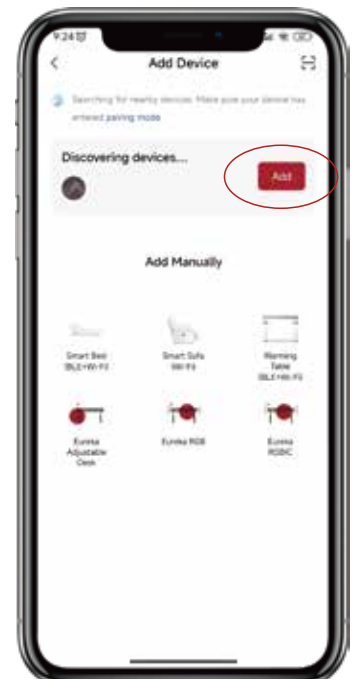 9:24
Add Device
Searching for nearby devices. Make sure your device has
entered pairing mode
Discovering devices...
Add
Add Manually
Smart Bed
(BLE+Wi-Fi)
Smart Sofa
(Wi-Fi)
Warming
Table
(BLE+Wi-Fi)
Eureka
Adjustable
Desk
Eureka RGB
Eureka
RGBIC